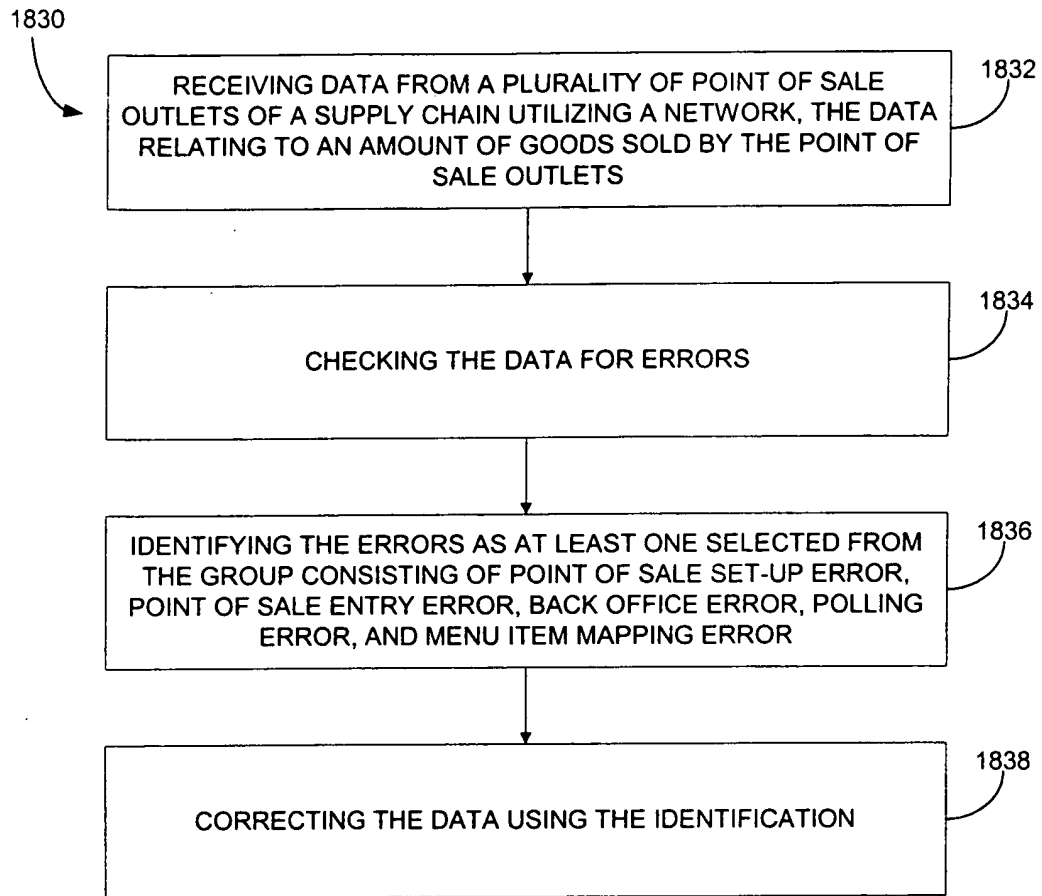 1830
RECEIVING DATA FROM A PLURALITY OF POINT OF SALE
OUTLETS OF A SUPPLY CHAIN UTILIZING A NETWORK, THE DATA
RELATING TO AN AMOUNT OF GOODS SOLD BY THE POINT OF
SALE OUTLETS
1832
CHECKING THE DATA FOR ERRORS
1834
IDENTIFYING THE ERRORS AS AT LEAST ONE SELECTED FROM
THE GROUP CONSISTING OF POINT OF SALE SET-UP ERROR,
POINT OF SALE ENTRY ERROR, BACK OFFICE ERROR, POLLING
ERROR, AND MENU ITEM MAPPING ERROR
1836
CORRECTING THE DATA USING THE IDENTIFICATION
1838